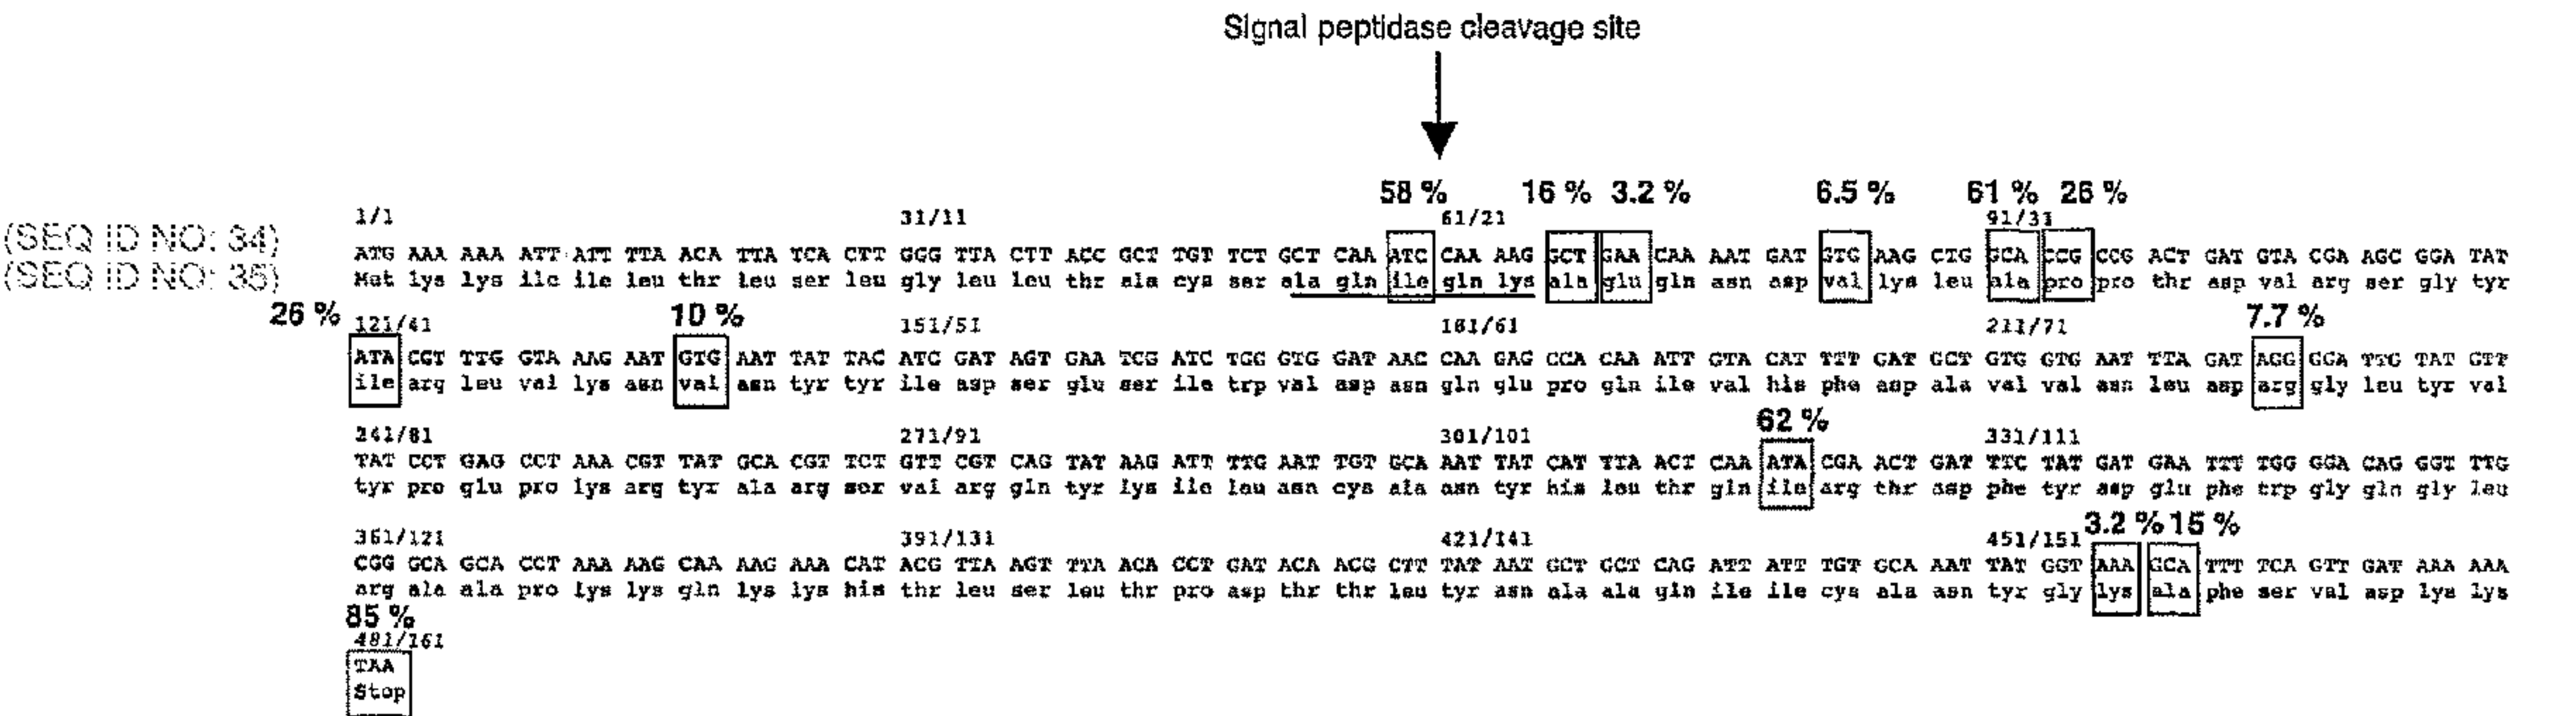 Signal peptidase cleavage site
58 % 16 % 3.2 % 6.5 % 61 % 26 %
1/1 31/11 61/21 91/31
(SEQ ID NO: 34) ATG AAA AAA ATT ATT TTA ACA TTA TCA CTT GGG TTA CTT ACC GCT TGT TCT GCT CAA ATC CAA AAG GCT GAA CAA AAT GAT GTG AAG CTG GCA CCG CCG ACT GAT GTA CGA AGC GGA TAT
(SEQ ID NO: 35) Met lys lys ile ile leu thr leu ser leu gly leu leu thr ala cys ser ala gln ile gln lys ala glu gln asn asp val lys leu ala pro pro thr asp val arg ser gly tyr
26 % 10 % 7.7 %
121/41 151/51 181/61 211/71
ATA CGT TTG GTA AAG AAT GTG AAT TAT TAC ATC GAT AGT GAA TCG ATC TGG GTG GAT AAC CAA GAG CCA CAA ATT GTA CAT TTT GAT GCT GTG GTG AAT TTA GAT AGG GGA TTG TAT GTT
ile arg leu val lys asn val asn tyr tyr ile asp ser glu ser ile trp val asp asn gln glu pro gln ile val his phe asp ala val val asn leu asp arg gly leu tyr val
62 %
241/81 271/91 301/101 331/111
TAT CCT GAG CCT AAA CGT TAT GCA CGT TCT GTT CGT CAG TAT AAG ATT TTG AAT TGT GCA AAT TAT CAT TTA ACT CAA ATA CGA ACT GAT TTC TAT GAT GAA TTT TGG GGA CAG GGT TTG
tyr pro glu pro lys arg tyr ala arg ser val arg gln tyr lys ile leu asn cys ala asn tyr his leu thr gln ile arg thr asp phe tyr asp glu phe trp gly gln gly leu
3.2 % 15 %
361/121 391/131 421/141 451/151
CGG GCA GCA CCT AAA AAG CAA AAG AAA CAT ACG TTA AGT TTA ACA CCT GAT ACA ACG CTT TAT AAT GCT GCT CAG ATT ATT TGT GCA AAT TAT GGT AAA GCA TTT TCA GTT GAT AAA AAA
arg ala ala pro lys lys gln lys lys his thr leu ser leu thr pro asp thr thr leu tyr asn ala ala gln ile ile cys ala asn tyr gly lys ala phe ser val asp lys lys
85 %
481/161
TAA
Stop